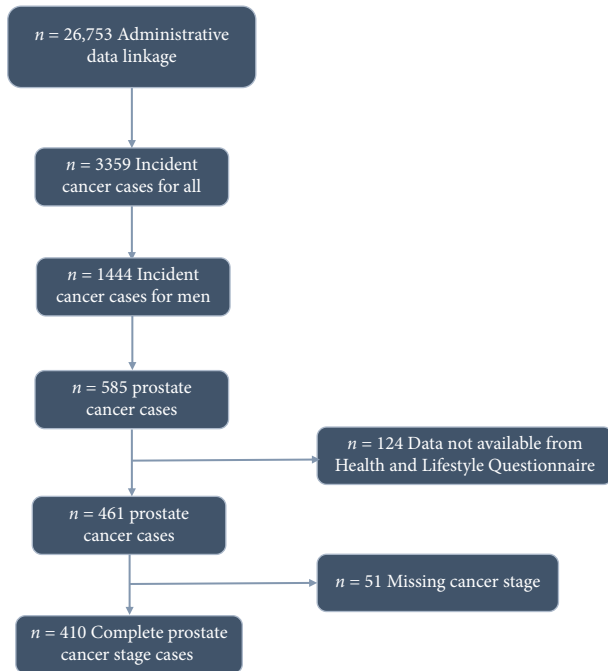 n = 26,753 Administrative
data linkage
n = 3359 Incident
cancer cases for all
n = 1444 Incident
cancer cases for men
n = 585 prostate
cancer cases
n = 124 Data not available from
Health and Lifestyle Questionnaire
n = 461 prostate
cancer cases
n = 51 Missing cancer stage
n = 410 Complete prostate
cancer stage cases